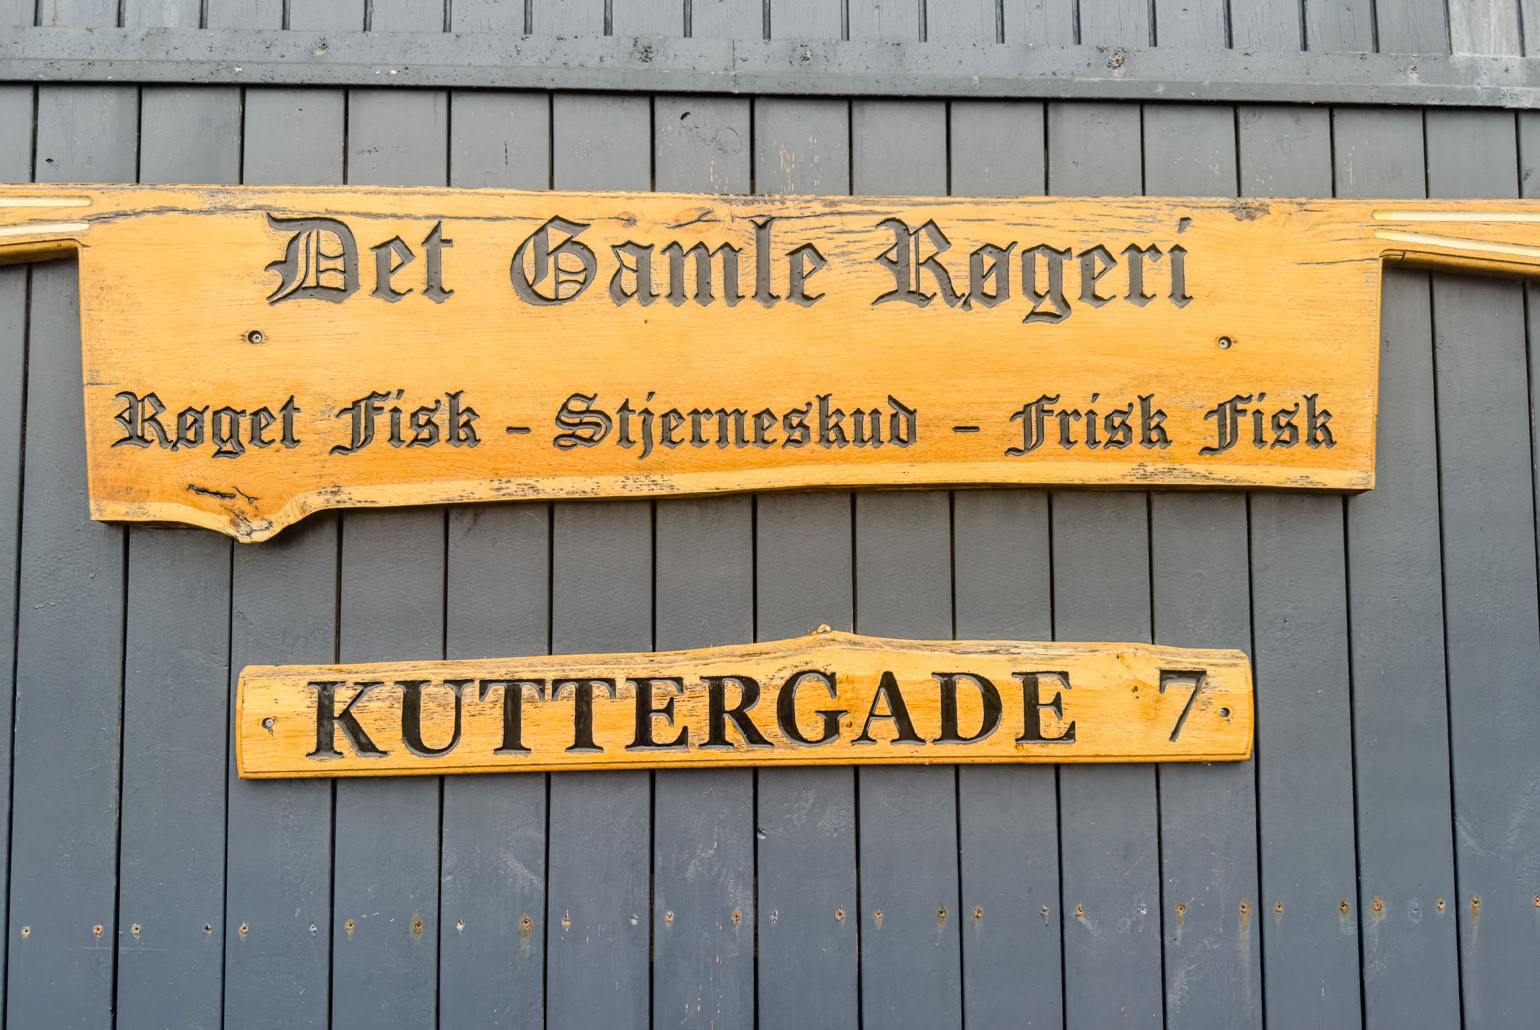 Det Gamle Røgeri
Røget Fisk - Stjerneskud - Frisk Fisk
KUTTERGADE 7